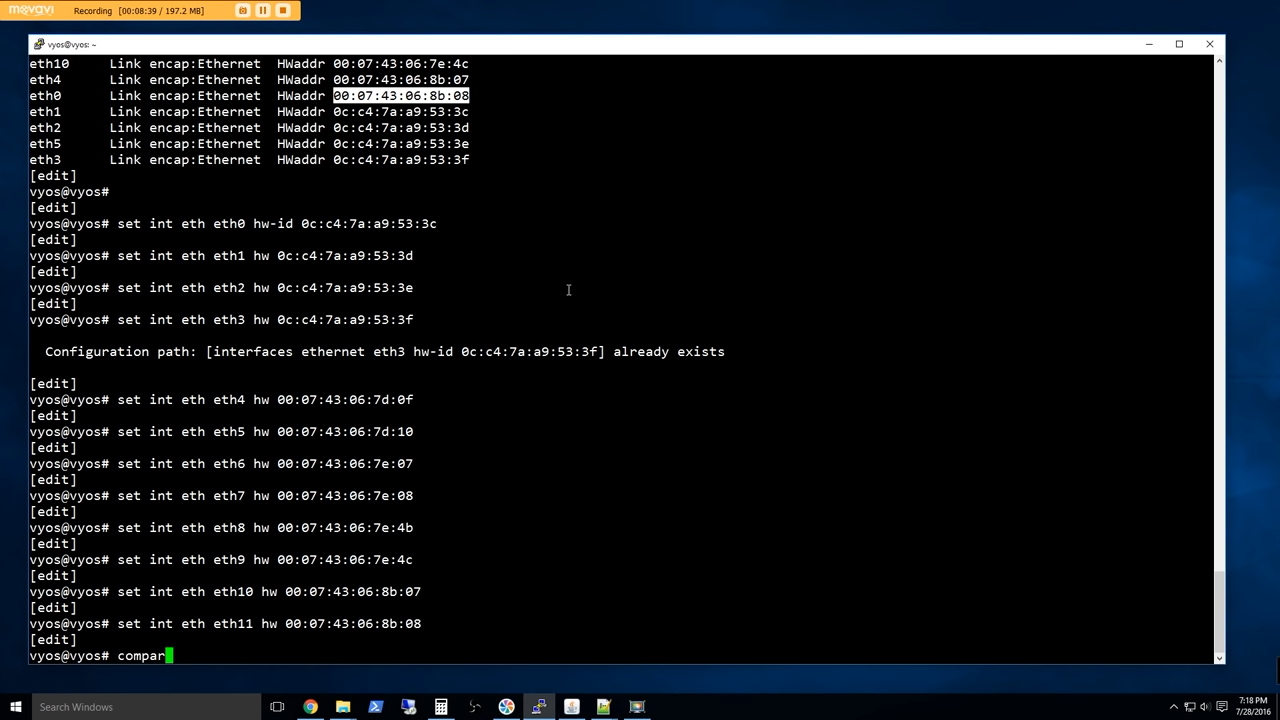 movavi Recording [00:08:39 / 197.2 MB]
vyos@vyos: ~
eth10 Link encap:Ethernet HWaddr 00:07:43:06:7e:4c
eth4 Link encap:Ethernet HWaddr 00:07:43:06:8b:07
eth0 Link encap:Ethernet HWaddr 00:07:43:06:8b:08
eth1 Link encap:Ethernet HWaddr 0c:c4:7a:a9:53:3c
eth2 Link encap:Ethernet HWaddr 0c:c4:7a:a9:53:3d
eth5 Link encap:Ethernet HWaddr 0c:c4:7a:a9:53:3e
eth3 Link encap:Ethernet HWaddr 0c:c4:7a:a9:53:3f
[edit]
vyos@vyos#
[edit]
vyos@vyos# set int eth eth0 hw-id 0c:c4:7a:a9:53:3c
[edit]
vyos@vyos# set int eth eth1 hw 0c:c4:7a:a9:53:3d
[edit]
vyos@vyos# set int eth eth2 hw 0c:c4:7a:a9:53:3e
[edit]
vyos@vyos# set int eth eth3 hw 0c:c4:7a:a9:53:3f
Configuration path: [interfaces ethernet eth3 hw-id 0c:c4:7a:a9:53:3f] already exists
[edit]
vyos@vyos# set int eth eth4 hw 00:07:43:06:7d:0f
[edit]
vyos@vyos# set int eth eth5 hw 00:07:43:06:7d:10
[edit]
vyos@vyos# set int eth eth6 hw 00:07:43:06:7e:07
[edit]
vyos@vyos# set int eth eth7 hw 00:07:43:06:7e:08
[edit]
vyos@vyos# set int eth eth8 hw 00:07:43:06:7e:4b
[edit]
vyos@vyos# set int eth eth9 hw 00:07:43:06:7e:4c
[edit]
vyos@vyos# set int eth eth10 hw 00:07:43:06:8b:07
[edit]
vyos@vyos# set int eth eth11 hw 00:07:43:06:8b:08
[edit]
vyos@vyos# compar
Search Windows
7:18 PM
7/28/2016